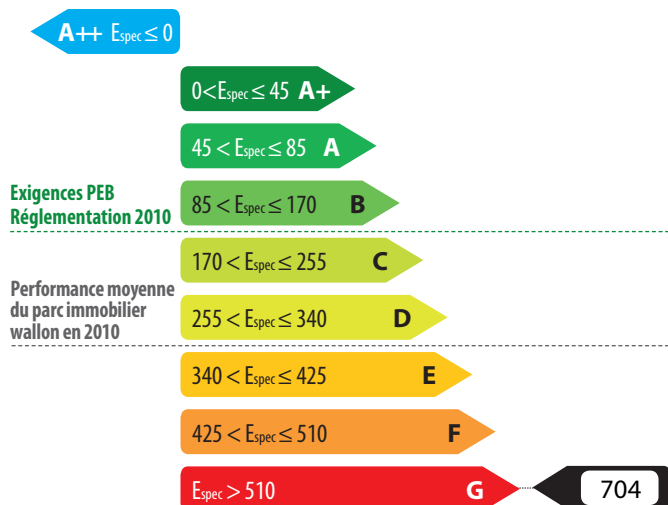 A++ Espec ≤ 0
0<Espec ≤ 45 A+
45 < Espec ≤ 85 A
Exigences PEB
Réglementation 2010
85 < Espec ≤ 170 B
170 < Espec ≤ 255 C
Performance moyenne
du parc immobilier
wallon en 2010
255 < Espec ≤ 340 D
340 < Espec ≤ 425 E
425 < Espec ≤ 510 F
Espec > 510 G
704